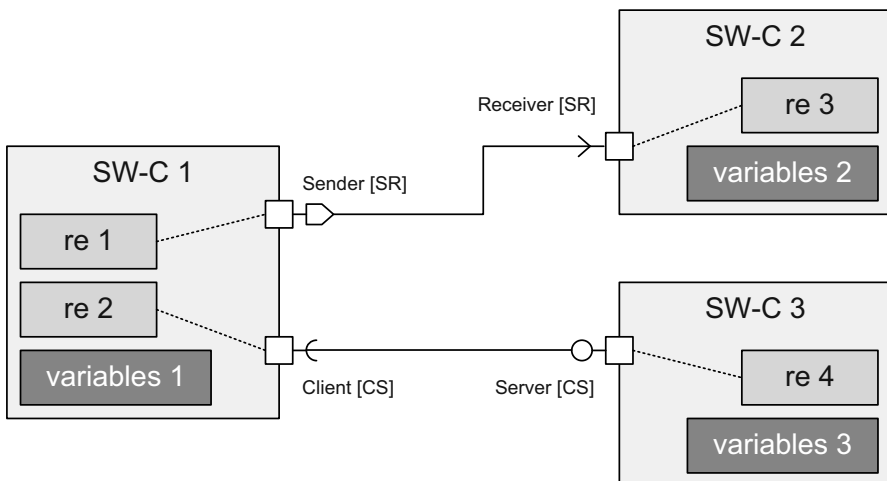 SW-C 1
re 1
re 2
variables 1
Sender [SR]
Receiver [SR]
SW-C 2
re 3
variables 2
Client [CS]
Server [CS]
SW-C 3
re 4
variables 3